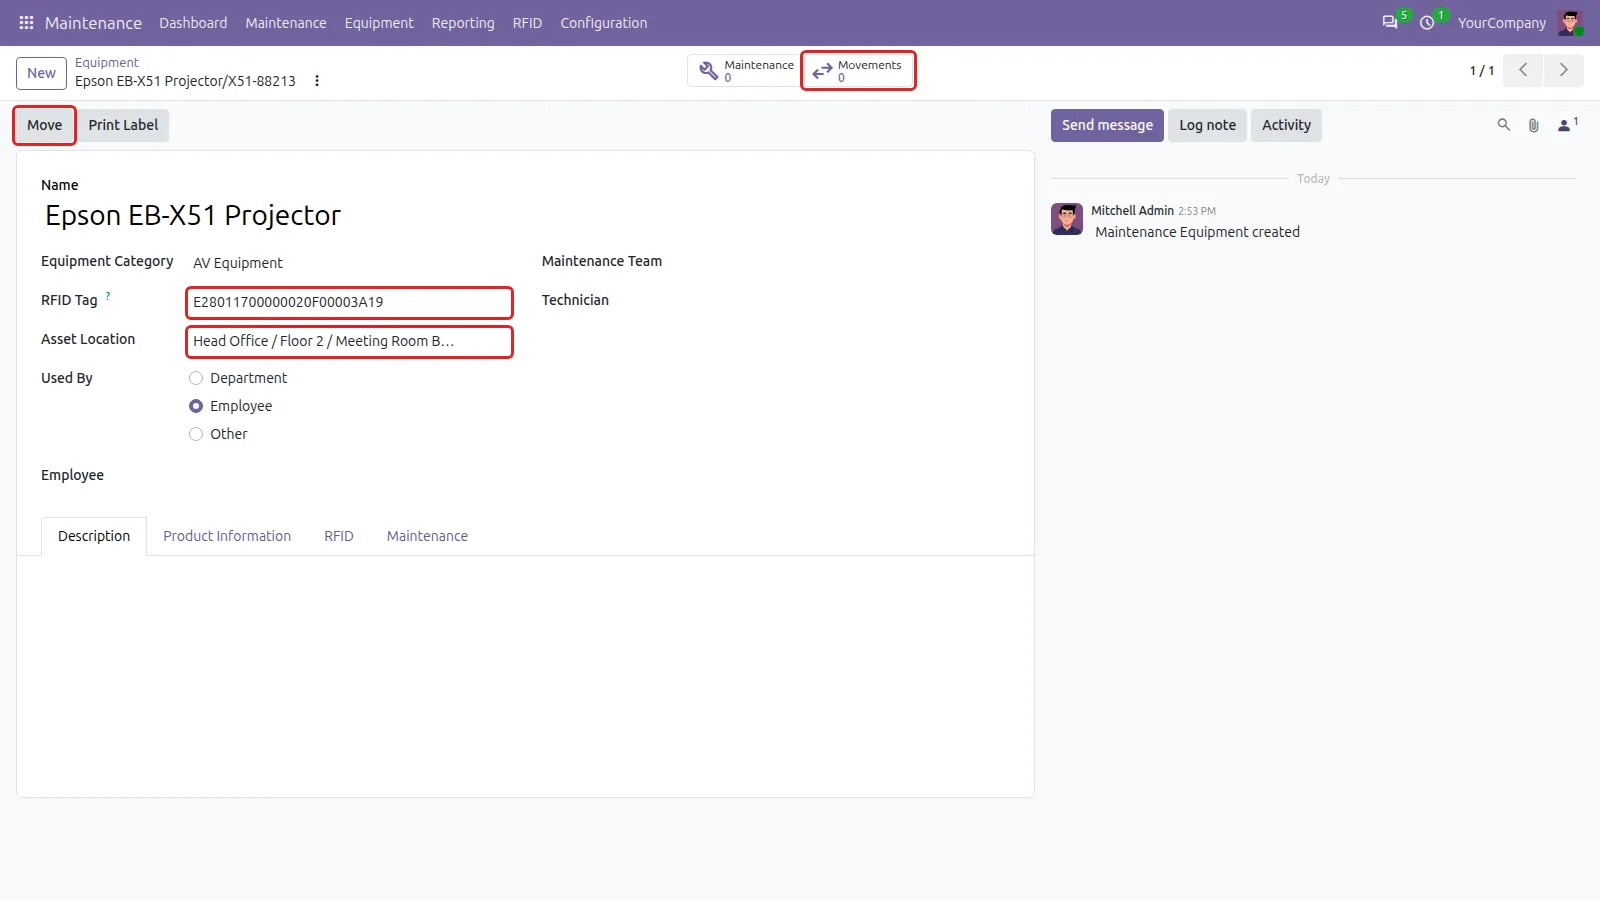 Maintenance Dashboard Maintenance Equipment Reporting RFID Configuration 5 1 YourCompany
New Equipment
Epson EB-X51 Projector/X51-88213
Maintenance 0
Movements 0
1 / 1
Move Print Label
Send message Log note Activity 1
Name
Epson EB-X51 Projector
Equipment Category AV Equipment
RFID Tag ? E28011700000020F00003A19
Asset Location Head Office / Floor 2 / Meeting Room B...
Used By Department
Employee
Other
Employee
Maintenance Team
Technician
Description Product Information RFID Maintenance
Today
Mitchell Admin 2:53 PM
Maintenance Equipment created